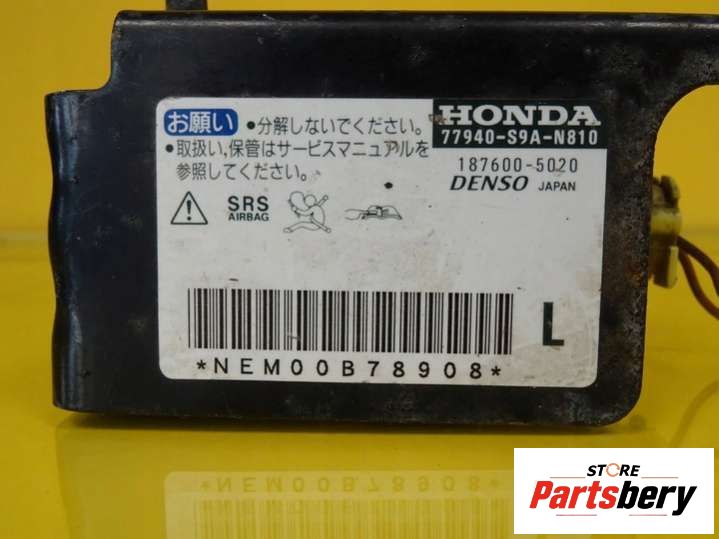 お願い ●分解しないでください。
●取扱い,保管はサービスマニュアルを
参照してください。
HONDA
77940-S9A-N810
187600-5020
DENSO JAPAN
SRS
AIRBAG
L
*NEM00B78908*
*NEM00B78908*
STORE
Partsbery